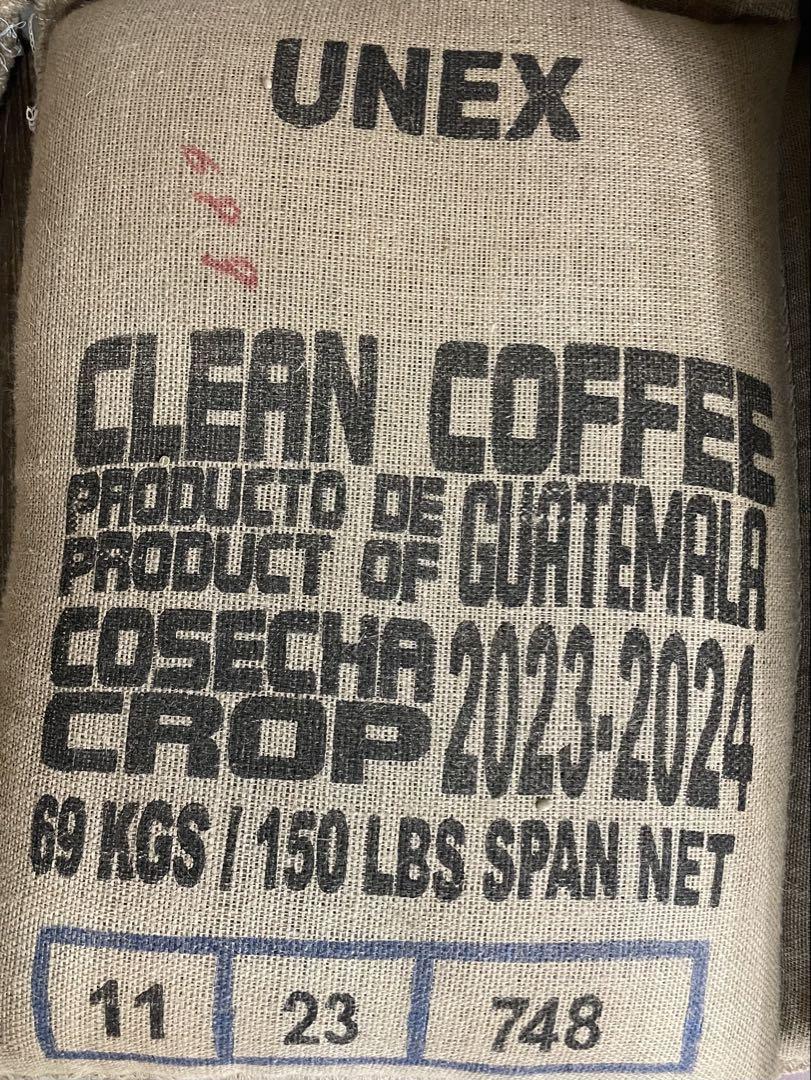 UNEX
CLEAN COFFEE
PRODUCTO DE
PRODUCT OF GUATEMALA
COSECHA
CROP 2023-2024
69 KGS / 150 LBS SPAN NET
11 23 748